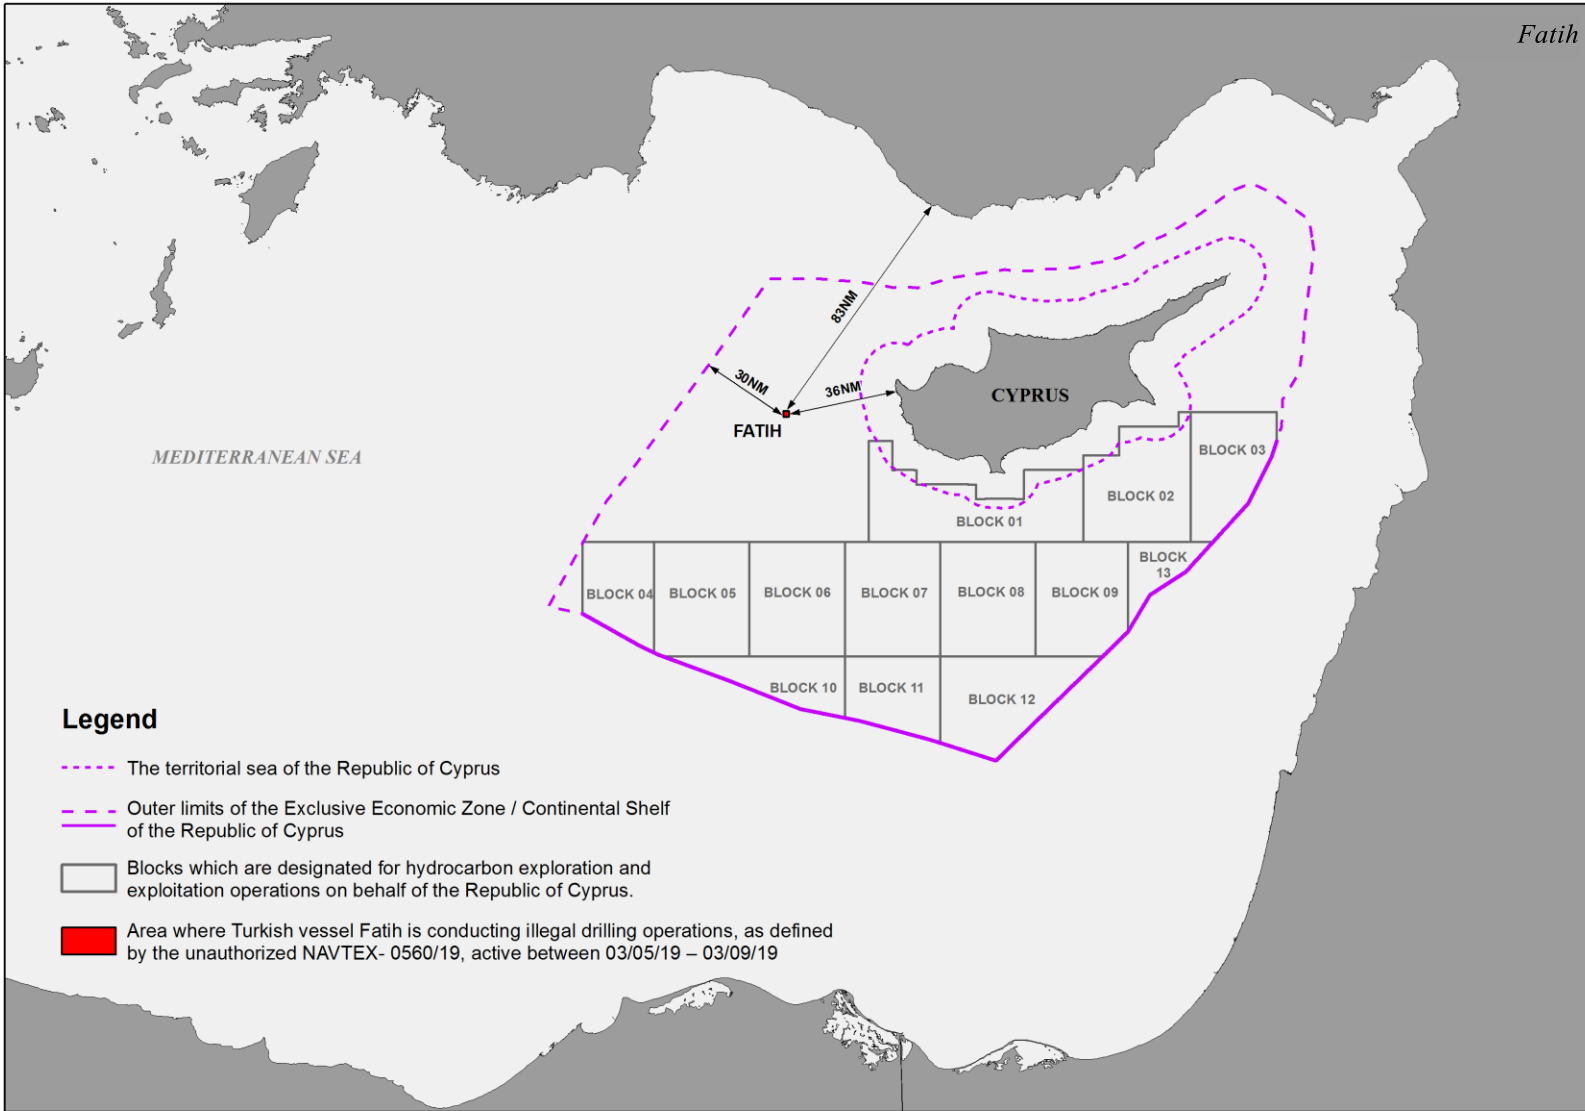 Fatih
83NM
30NM
36NM
FATIH
CYPRUS
MEDITERRANEAN SEA
BLOCK 03
BLOCK 02
BLOCK 01
BLOCK
13
BLOCK 04
BLOCK 05
BLOCK 06
BLOCK 07
BLOCK 08
BLOCK 09
BLOCK 10
BLOCK 11
BLOCK 12
Legend
The territorial sea of the Republic of Cyprus
Outer limits of the Exclusive Economic Zone / Continental Shelf
of the Republic of Cyprus
Blocks which are designated for hydrocarbon exploration and
exploitation operations on behalf of the Republic of Cyprus.
Area where Turkish vessel Fatih is conducting illegal drilling operations, as defined
by the unauthorized NAVTEX- 0560/19, active between 03/05/19 – 03/09/19